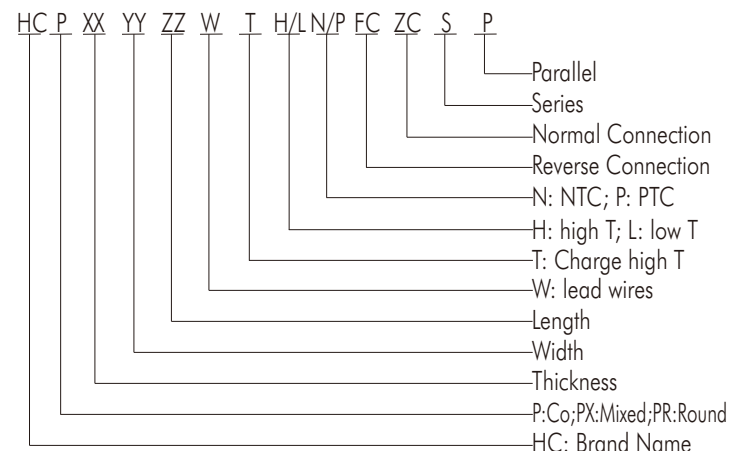 HC P XX YY ZZ W T H/L N/P FC ZC S P
Parallel
Series
Normal Connection
Reverse Connection
N: NTC; P: PTC
H: high T; L: low T
T: Charge high T
W: lead wires
Length
Width
Thickness
P:Co;PX:Mixed;PR:Round
HC: Brand Name